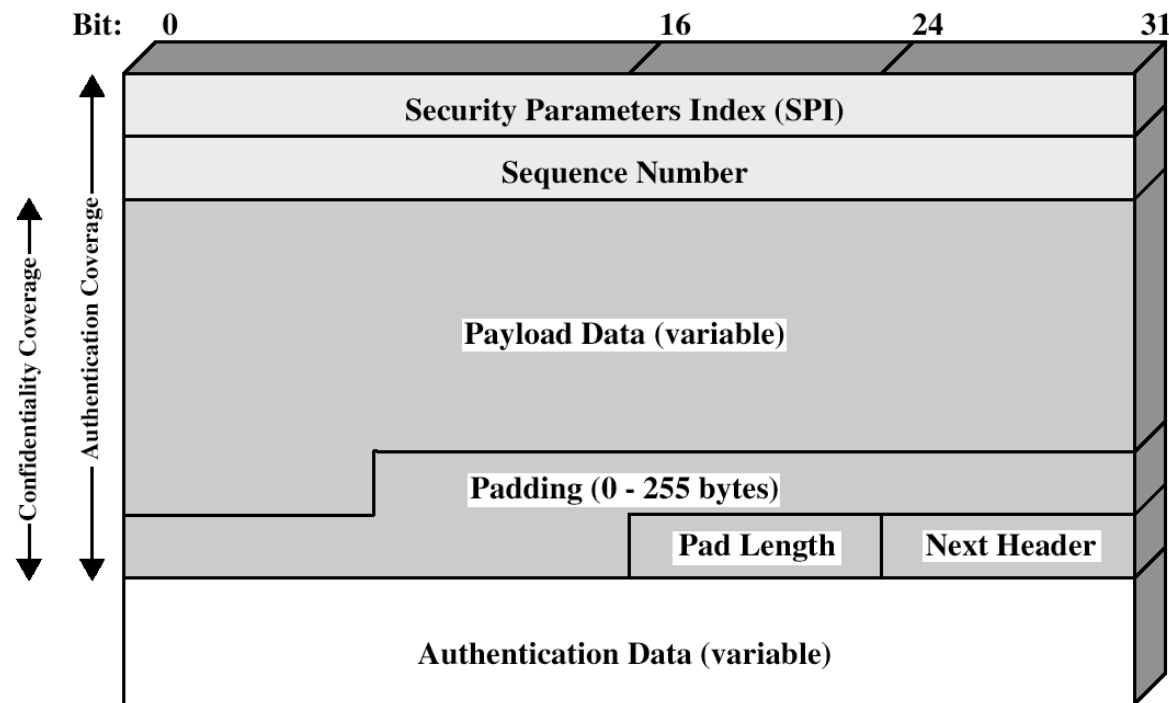 Bit: 0 16 24 31
Security Parameters Index (SPI)
Sequence Number
Payload Data (variable)
Padding (0 - 255 bytes)
Pad Length Next Header
Authentication Data (variable)
Confidentiality Coverage
Authentication Coverage